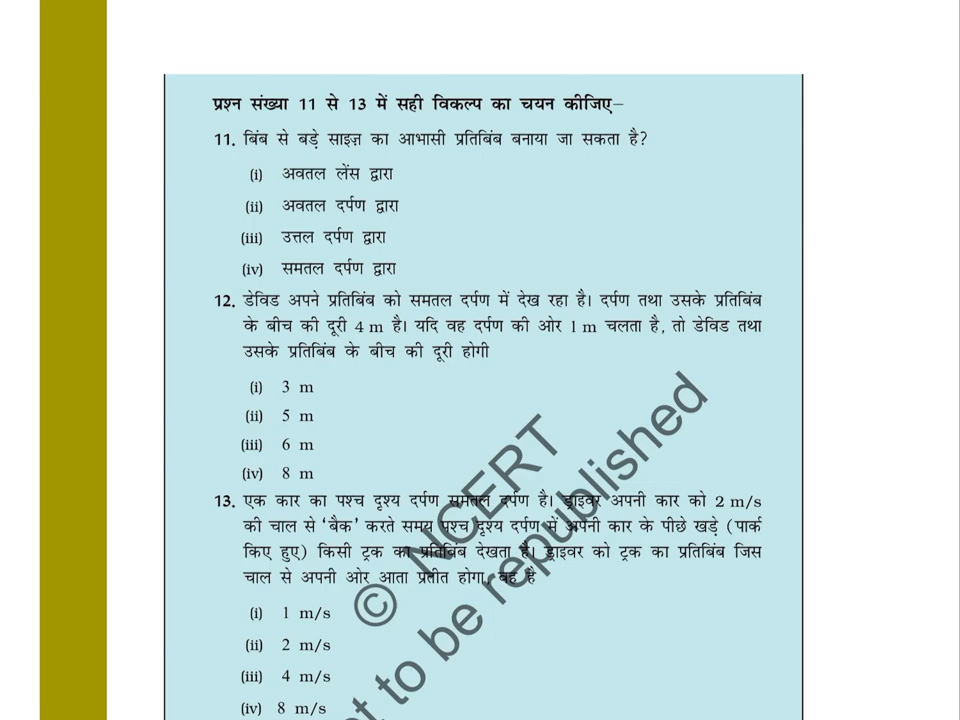 प्रश्न संख्या 11 से 13 में सही विकल्प का चयन कीजिए–
11. बिंब से बड़े साइज़ का आभासी प्रतिबिंब बनाया जा सकता है?
(i) अवतल लेंस द्वारा
(ii) अवतल दर्पण द्वारा
(iii) उत्तल दर्पण द्वारा
(iv) समतल दर्पण द्वारा
12. डेविड अपने प्रतिबिंब को समतल दर्पण में देख रहा है। दर्पण तथा उसके प्रतिबिंब
के बीच की दूरी 4 m है। यदि वह दर्पण की ओर 1 m चलता है, तो डेविड तथा
उसके प्रतिबिंब के बीच की दूरी होगी
(i) 3 m
(ii) 5 m
(iii) 6 m
(iv) 8 m
13. एक कार का पश्च दृश्य दर्पण समतल दर्पण है। ड्राइवर अपनी कार को 2 m/s
की चाल से ‘बैक’ करते समय पश्च दृश्य दर्पण में अपनी कार के पीछे खड़े (पार्क
किए हुए) किसी ट्रक का प्रतिबिंब देखता है। ड्राइवर को ट्रक का प्रतिबिंब जिस
चाल से अपनी ओर आता प्रतीत होगा, वह है
(i) 1 m/s
(ii) 2 m/s
(iii) 4 m/s
(iv) 8 m/s
© NCERT
to be republished